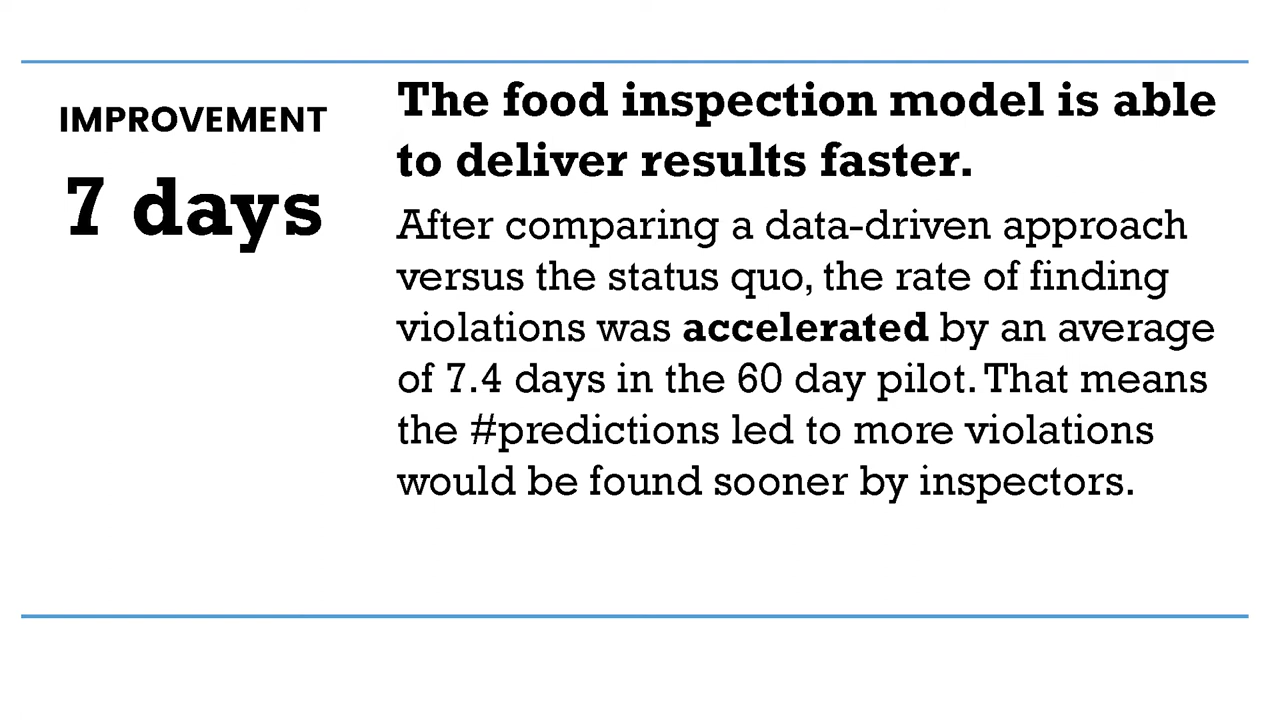 IMPROVEMENT
7 days
The food inspection model is able
to deliver results faster.
After comparing a data-driven approach
versus the status quo, the rate of finding
violations was accelerated by an average
of 7.4 days in the 60 day pilot. That means
the #predictions led to more violations
would be found sooner by inspectors.